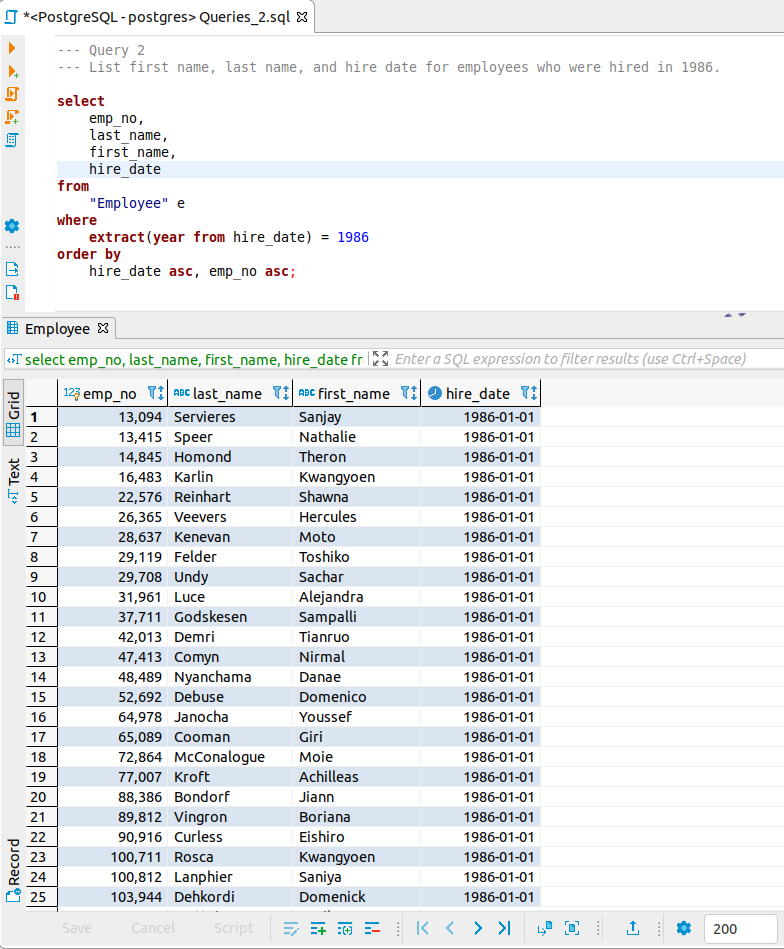 *<PostgreSQL - postgres> Queries_2.sql
--- Query 2
--- List first name, last name, and hire date for employees who were hired in 1986.
select
emp_no,
last_name,
first_name,
hire_date
from
"Employee" e
where
extract(year from hire_date) = 1986
order by
hire_date asc, emp_no asc;
Employee
select emp_no, last_name, first_name, hire_date fr Enter a SQL expression to filter results (use Ctrl+Space)
Grid
Text
Record
123 emp_no ABC last_name ABC first_name hire_date
1 13,094 Servieres Sanjay 1986-01-01
2 13,415 Speer Nathalie 1986-01-01
3 14,845 Homond Theron 1986-01-01
4 16,483 Karlin Kwangyoen 1986-01-01
5 22,576 Reinhart Shawna 1986-01-01
6 26,365 Veevers Hercules 1986-01-01
7 28,637 Kenevan Moto 1986-01-01
8 29,119 Felder Toshiko 1986-01-01
9 29,708 Undy Sachar 1986-01-01
10 31,961 Luce Alejandra 1986-01-01
11 37,711 Godskesen Sampalli 1986-01-01
12 42,013 Demri Tianruo 1986-01-01
13 47,413 Comyn Nirmal 1986-01-01
14 48,489 Nyanchama Danae 1986-01-01
15 52,692 Debuse Domenico 1986-01-01
16 64,978 Janocha Youssef 1986-01-01
17 65,089 Cooman Giri 1986-01-01
18 72,864 McConalogue Moie 1986-01-01
19 77,007 Kroft Achilleas 1986-01-01
20 88,386 Bondorf Jiann 1986-01-01
21 89,812 Vingron Boriana 1986-01-01
22 90,916 Curless Eishiro 1986-01-01
23 100,711 Rosca Kwangyoen 1986-01-01
24 100,812 Lanphier Saniya 1986-01-01
25 103,944 Dehkordi Domenick 1986-01-01
Save Cancel Script 200